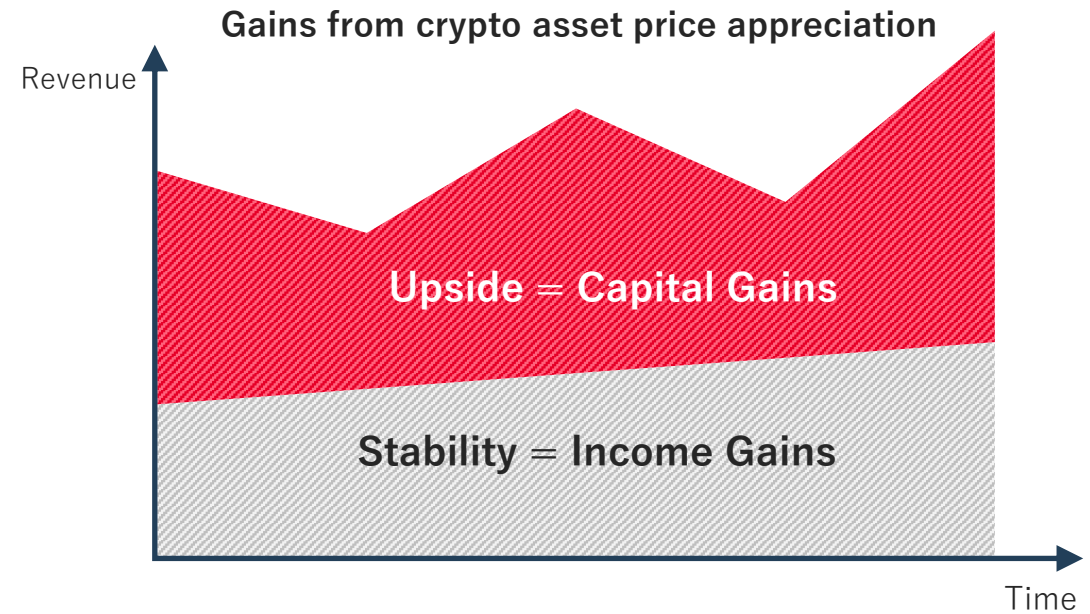 Gains from crypto asset price appreciation
Revenue
Upside = Capital Gains
Stability = Income Gains
Time